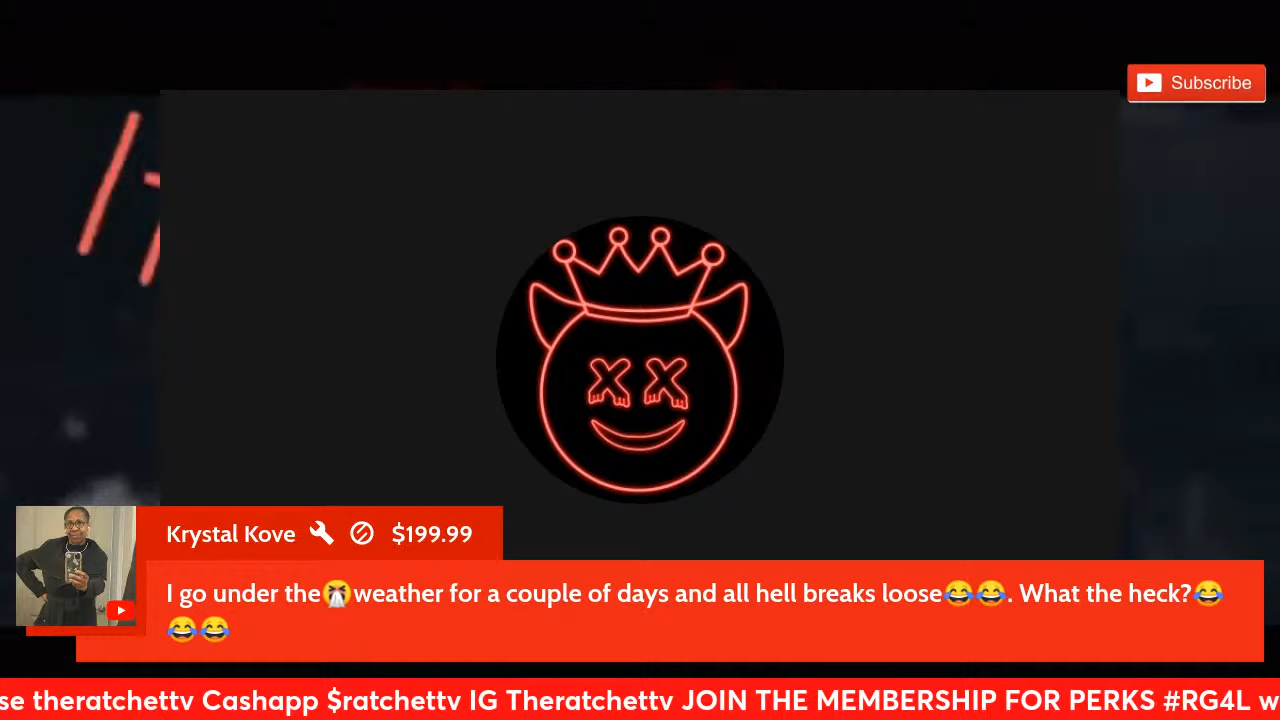 Subscribe
Krystal Kove $199.99
I go under the🤧weather for a couple of days and all hell breaks loose😂😂. What the heck?😂
😂😂
se theratchettv Cashapp $ratchettv IG Theratchettv JOIN THE MEMBERSHIP FOR PERKS #RG4L w